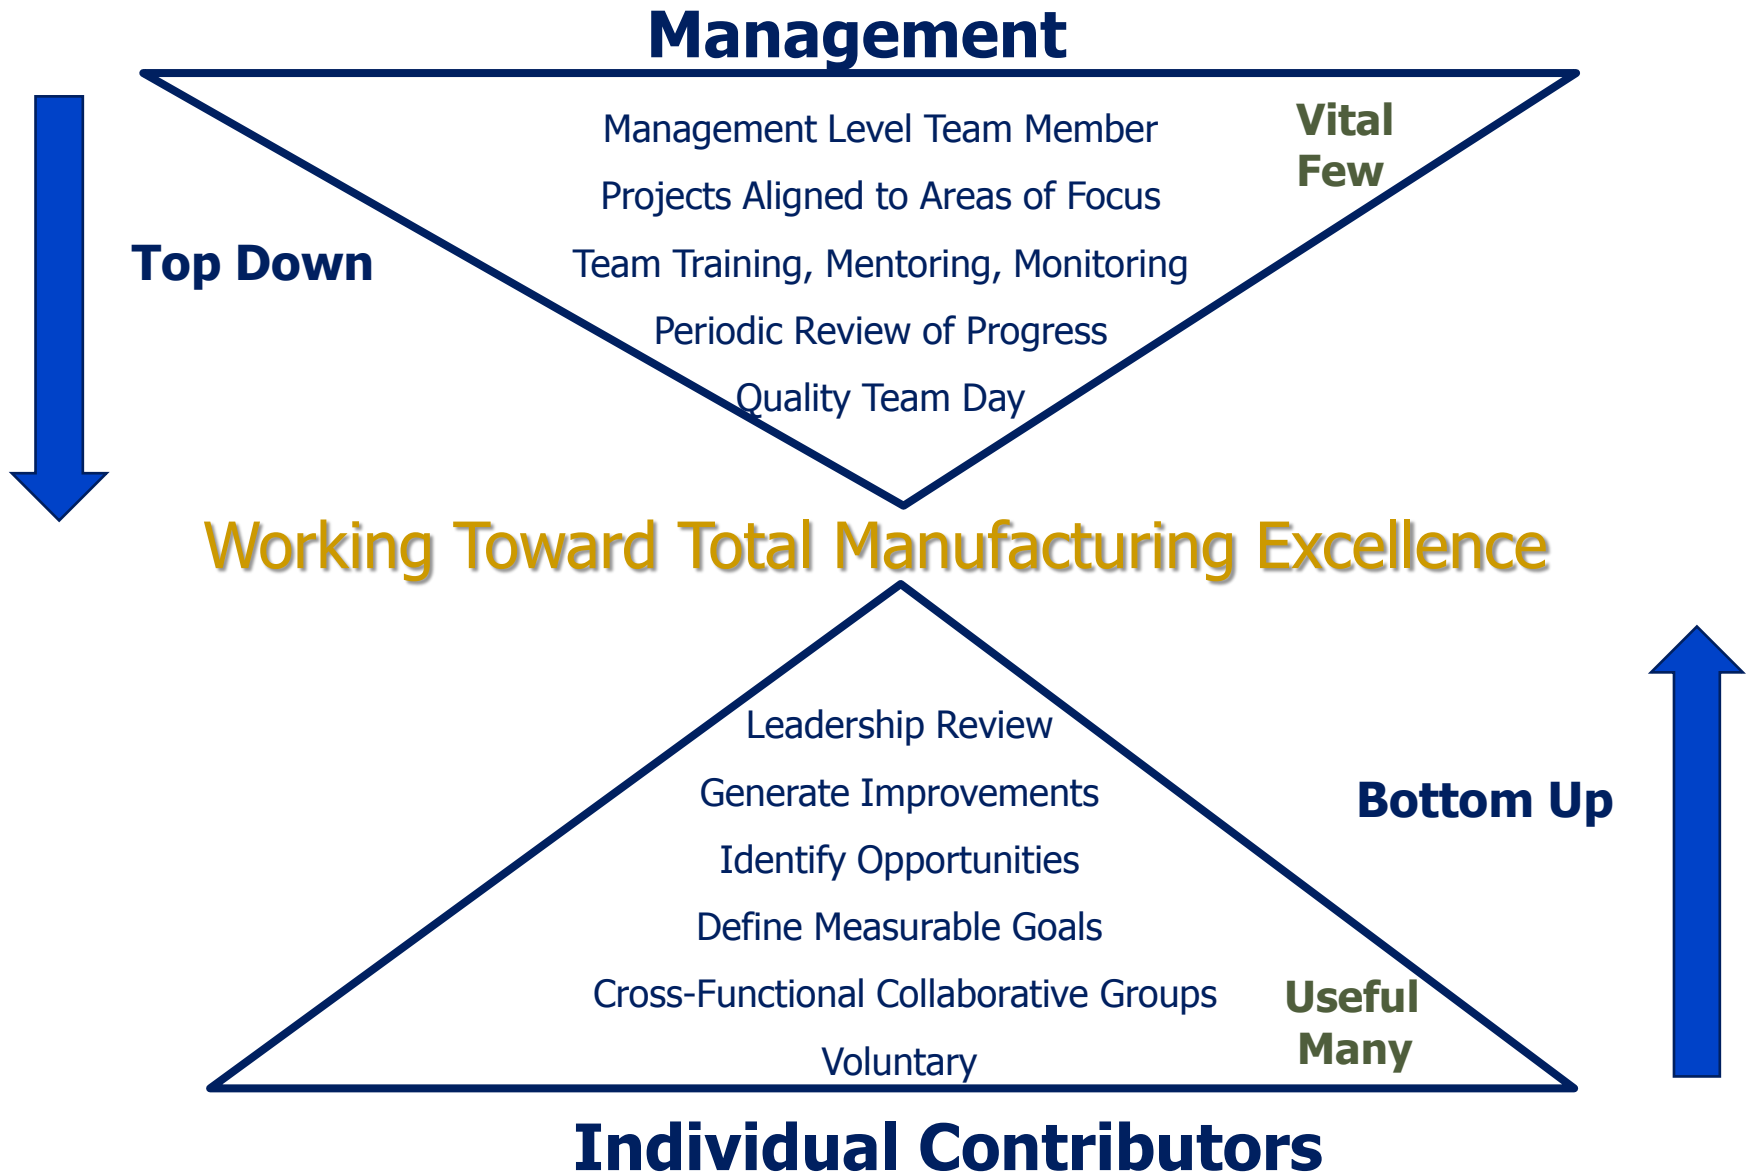 Management
Management Level Team Member
Vital
Few
Projects Aligned to Areas of Focus
Top Down
Team Training, Mentoring, Monitoring
Periodic Review of Progress
Quality Team Day
Working Toward Total Manufacturing Excellence
Leadership Review
Generate Improvements
Bottom Up
Identify Opportunities
Define Measurable Goals
Cross-Functional Collaborative Groups
Useful
Many
Voluntary
Individual Contributors